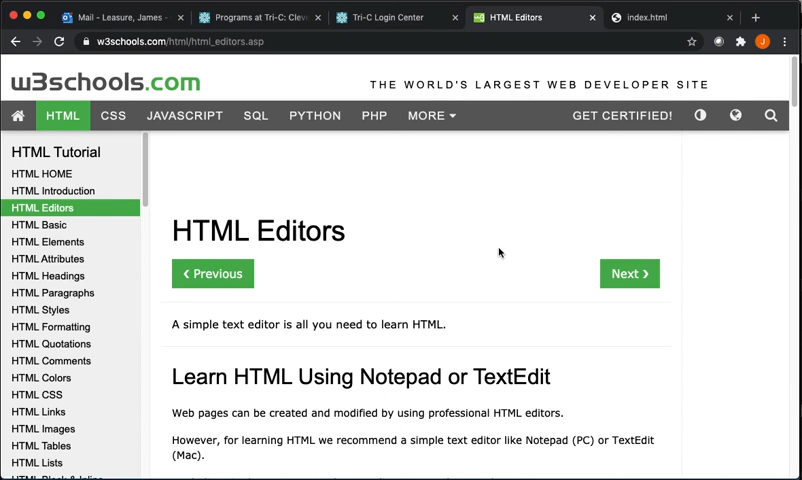 Mail - Leasure, James -
Programs at Tri-C: Clev
Tri-C Login Center
HTML Editors
index.html
w3schools.com/html/html_editors.asp
J
w3schools.com
THE WORLD'S LARGEST WEB DEVELOPER SITE
HTML CSS JAVASCRIPT SQL PYTHON PHP MORE GET CERTIFIED!
HTML Tutorial
HTML HOME
HTML Introduction
HTML Editors
HTML Basic
HTML Elements
HTML Attributes
HTML Headings
HTML Paragraphs
HTML Styles
HTML Formatting
HTML Quotations
HTML Comments
HTML Colors
HTML CSS
HTML Links
HTML Images
HTML Tables
HTML Lists
HTML Editors
‹ Previous
Next ›
A simple text editor is all you need to learn HTML.
Learn HTML Using Notepad or TextEdit
Web pages can be created and modified by using professional HTML editors.
However, for learning HTML we recommend a simple text editor like Notepad (PC) or TextEdit
(Mac).